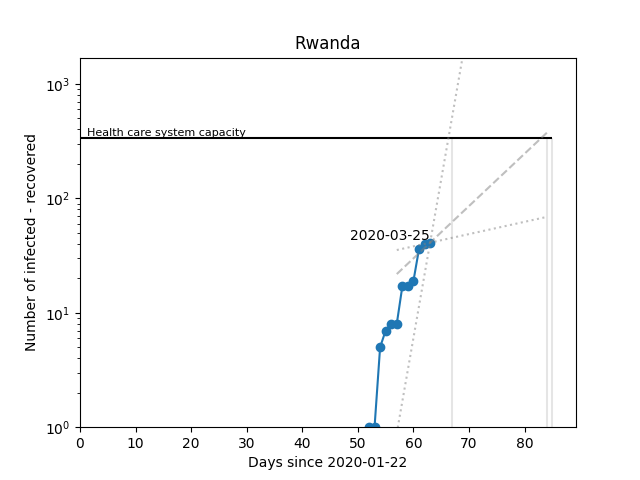 Rwanda
Number of infected - recovered
10³
10²
10¹
10⁰
Health care system capacity
2020-03-25
0 10 20 30 40 50 60 70 80
Days since 2020-01-22